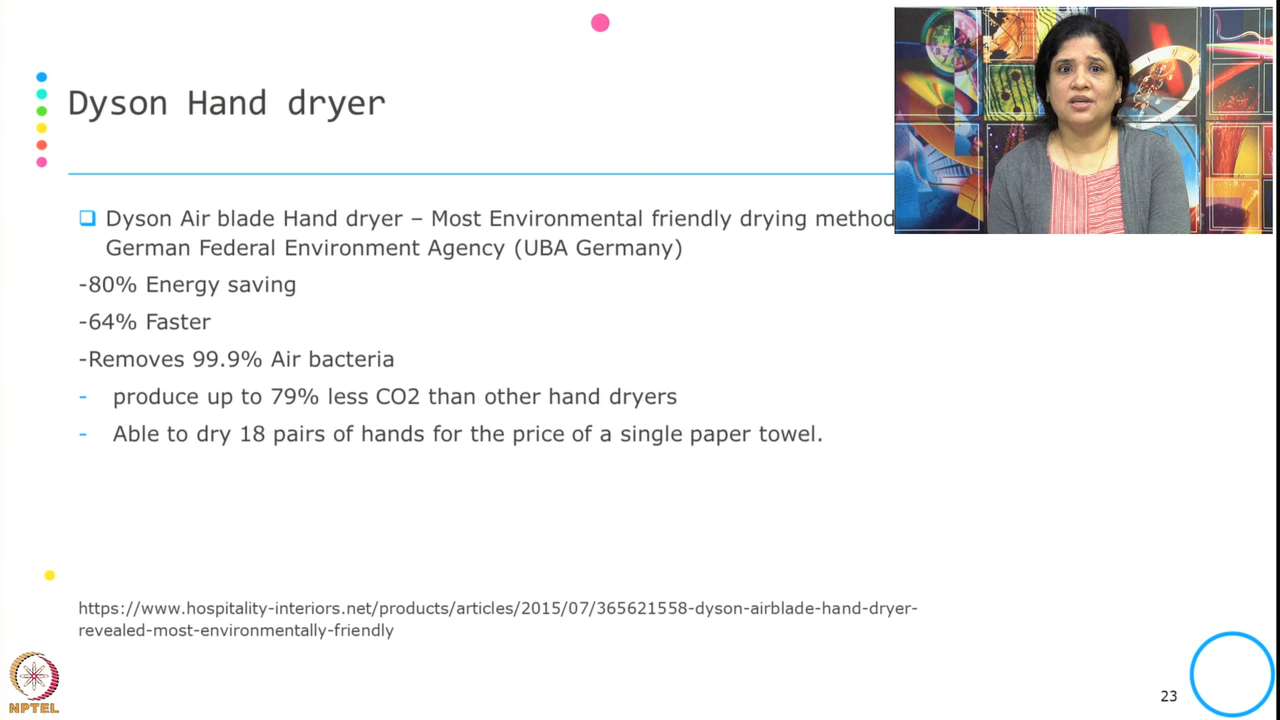 Dyson Hand dryer
❑ Dyson Air blade Hand dryer – Most Environmental friendly drying method
German Federal Environment Agency (UBA Germany)
-80% Energy saving
-64% Faster
-Removes 99.9% Air bacteria
- produce up to 79% less CO2 than other hand dryers
- Able to dry 18 pairs of hands for the price of a single paper towel.
https://www.hospitality-interiors.net/products/articles/2015/07/365621558-dyson-airblade-hand-dryer-
revealed-most-environmentally-friendly
NPTEL
23